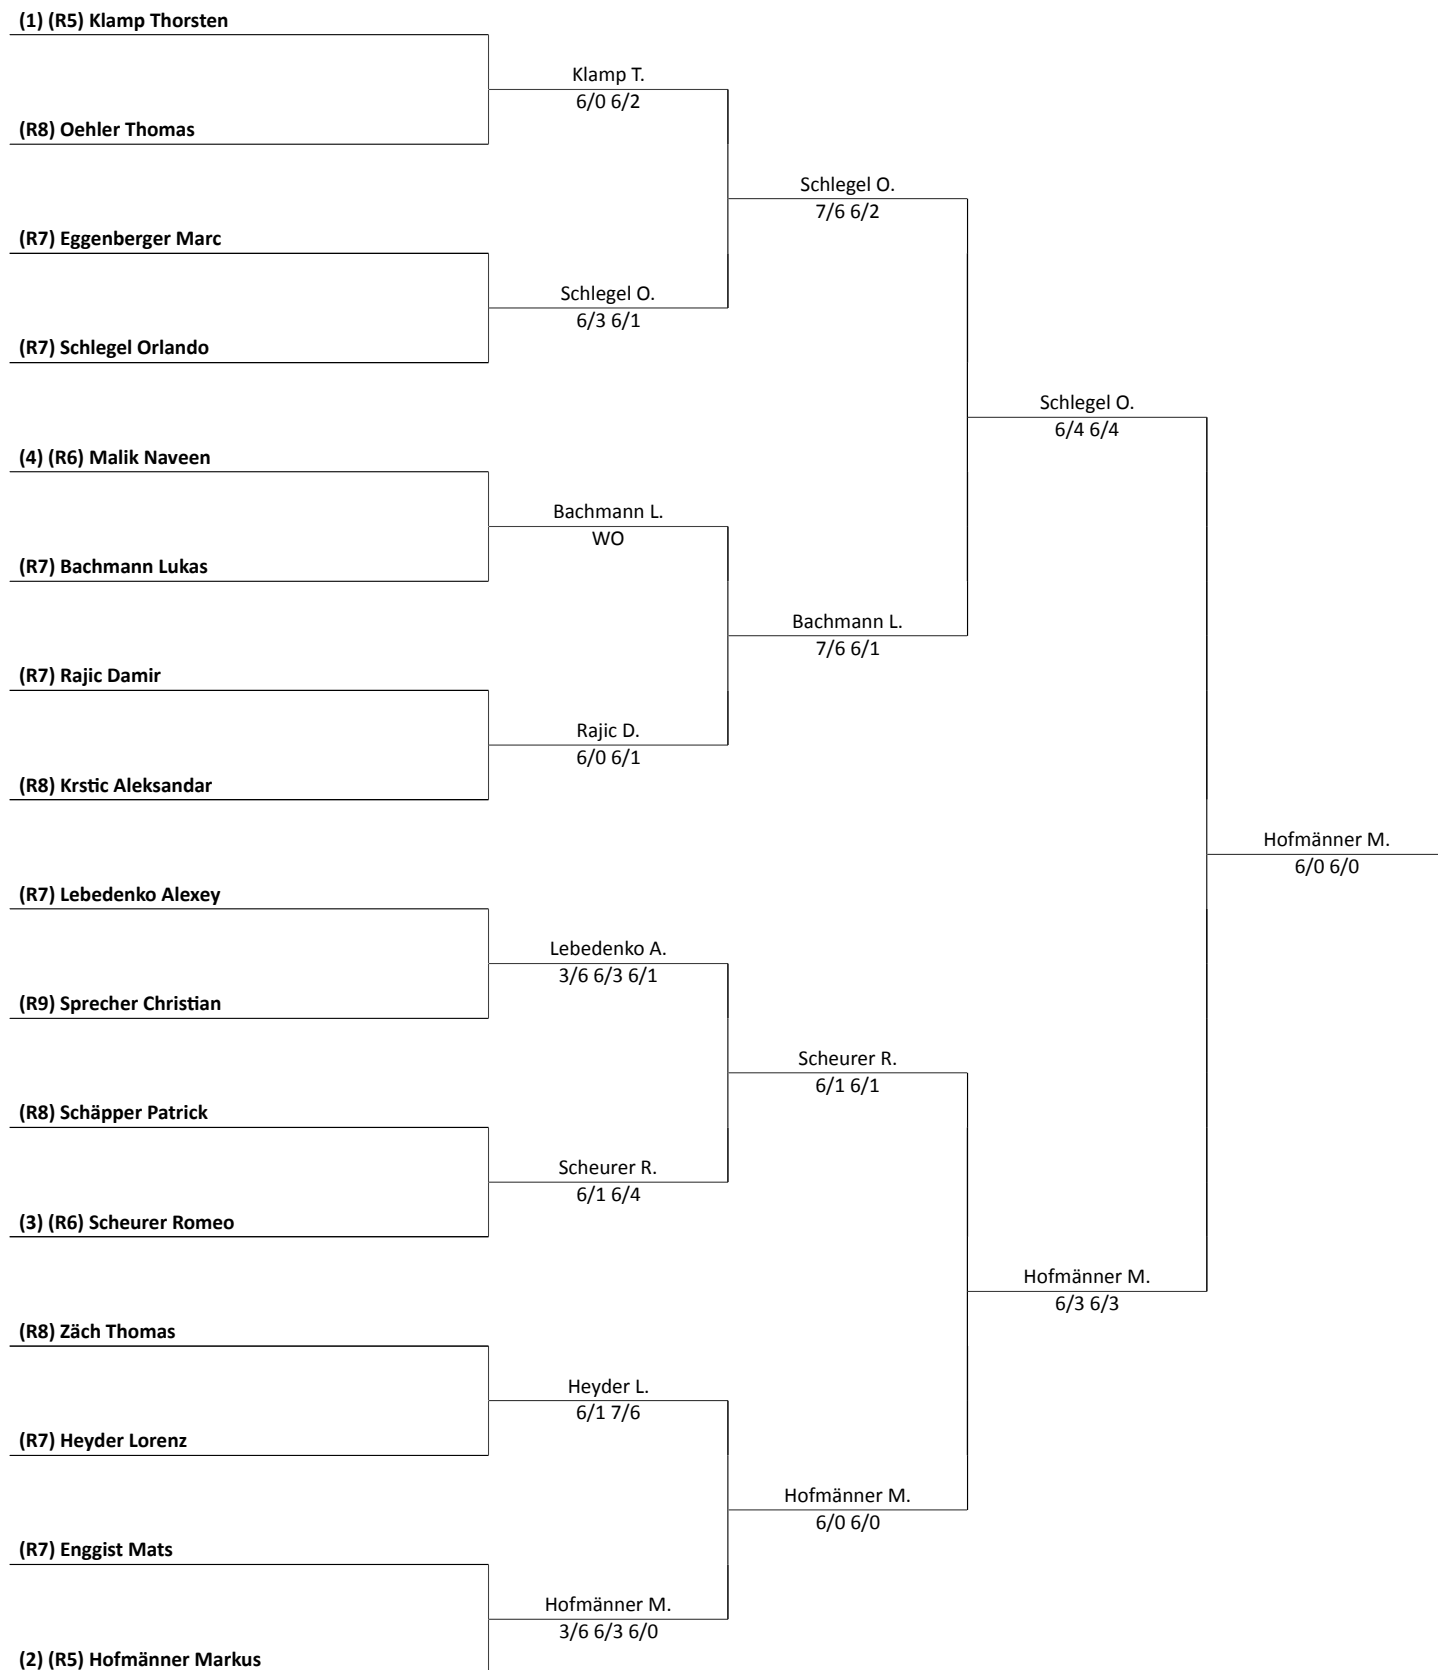 (1) (R5) Klamp Thorsten
Klamp T.
6/0 6/2
(R8) Oehler Thomas
Schlegel O.
7/6 6/2
(R7) Eggenberger Marc
Schlegel O.
6/3 6/1
(R7) Schlegel Orlando
Schlegel O.
6/4 6/4
(4) (R6) Malik Naveen
Bachmann L.
WO
(R7) Bachmann Lukas
Bachmann L.
7/6 6/1
(R7) Rajic Damir
Rajic D.
6/0 6/1
(R8) Krstic Aleksandar
Hofmänner M.
6/0 6/0
(R7) Lebedenko Alexey
Lebedenko A.
3/6 6/3 6/1
(R9) Sprecher Christian
Scheurer R.
6/1 6/1
(R8) Schäpper Patrick
Scheurer R.
6/1 6/4
(3) (R6) Scheurer Romeo
Hofmänner M.
6/3 6/3
(R8) Zäch Thomas
Heyder L.
6/1 7/6
(R7) Heyder Lorenz
Hofmänner M.
6/0 6/0
(R7) Enggist Mats
Hofmänner M.
3/6 6/3 6/0
(2) (R5) Hofmänner Markus